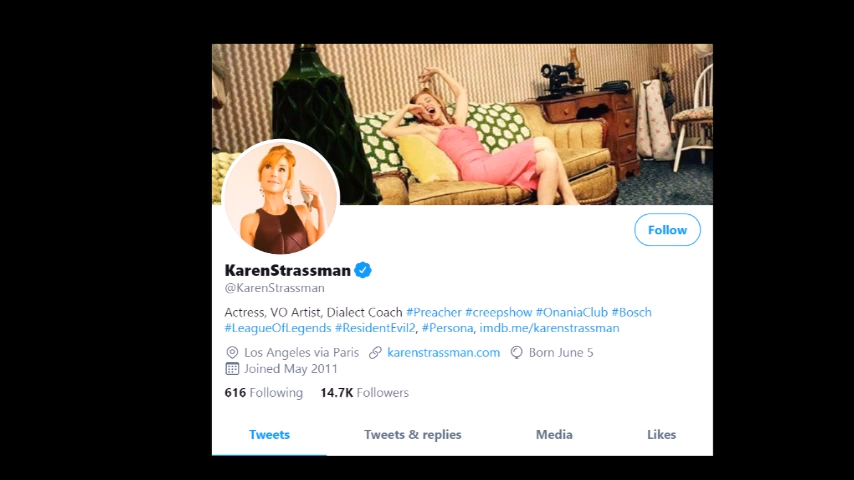 Follow
KarenStrassman
@KarenStrassman
Actress, VO Artist, Dialect Coach #Preacher #creepshow #OnaniaClub #Bosch
#LeagueOfLegends #ResidentEvil2, #Persona, imdb.me/karenstrassman
Los Angeles via Paris karenstrassman.com Born June 5
Joined May 2011
616 Following 14.7K Followers
Tweets Tweets & replies Media Likes